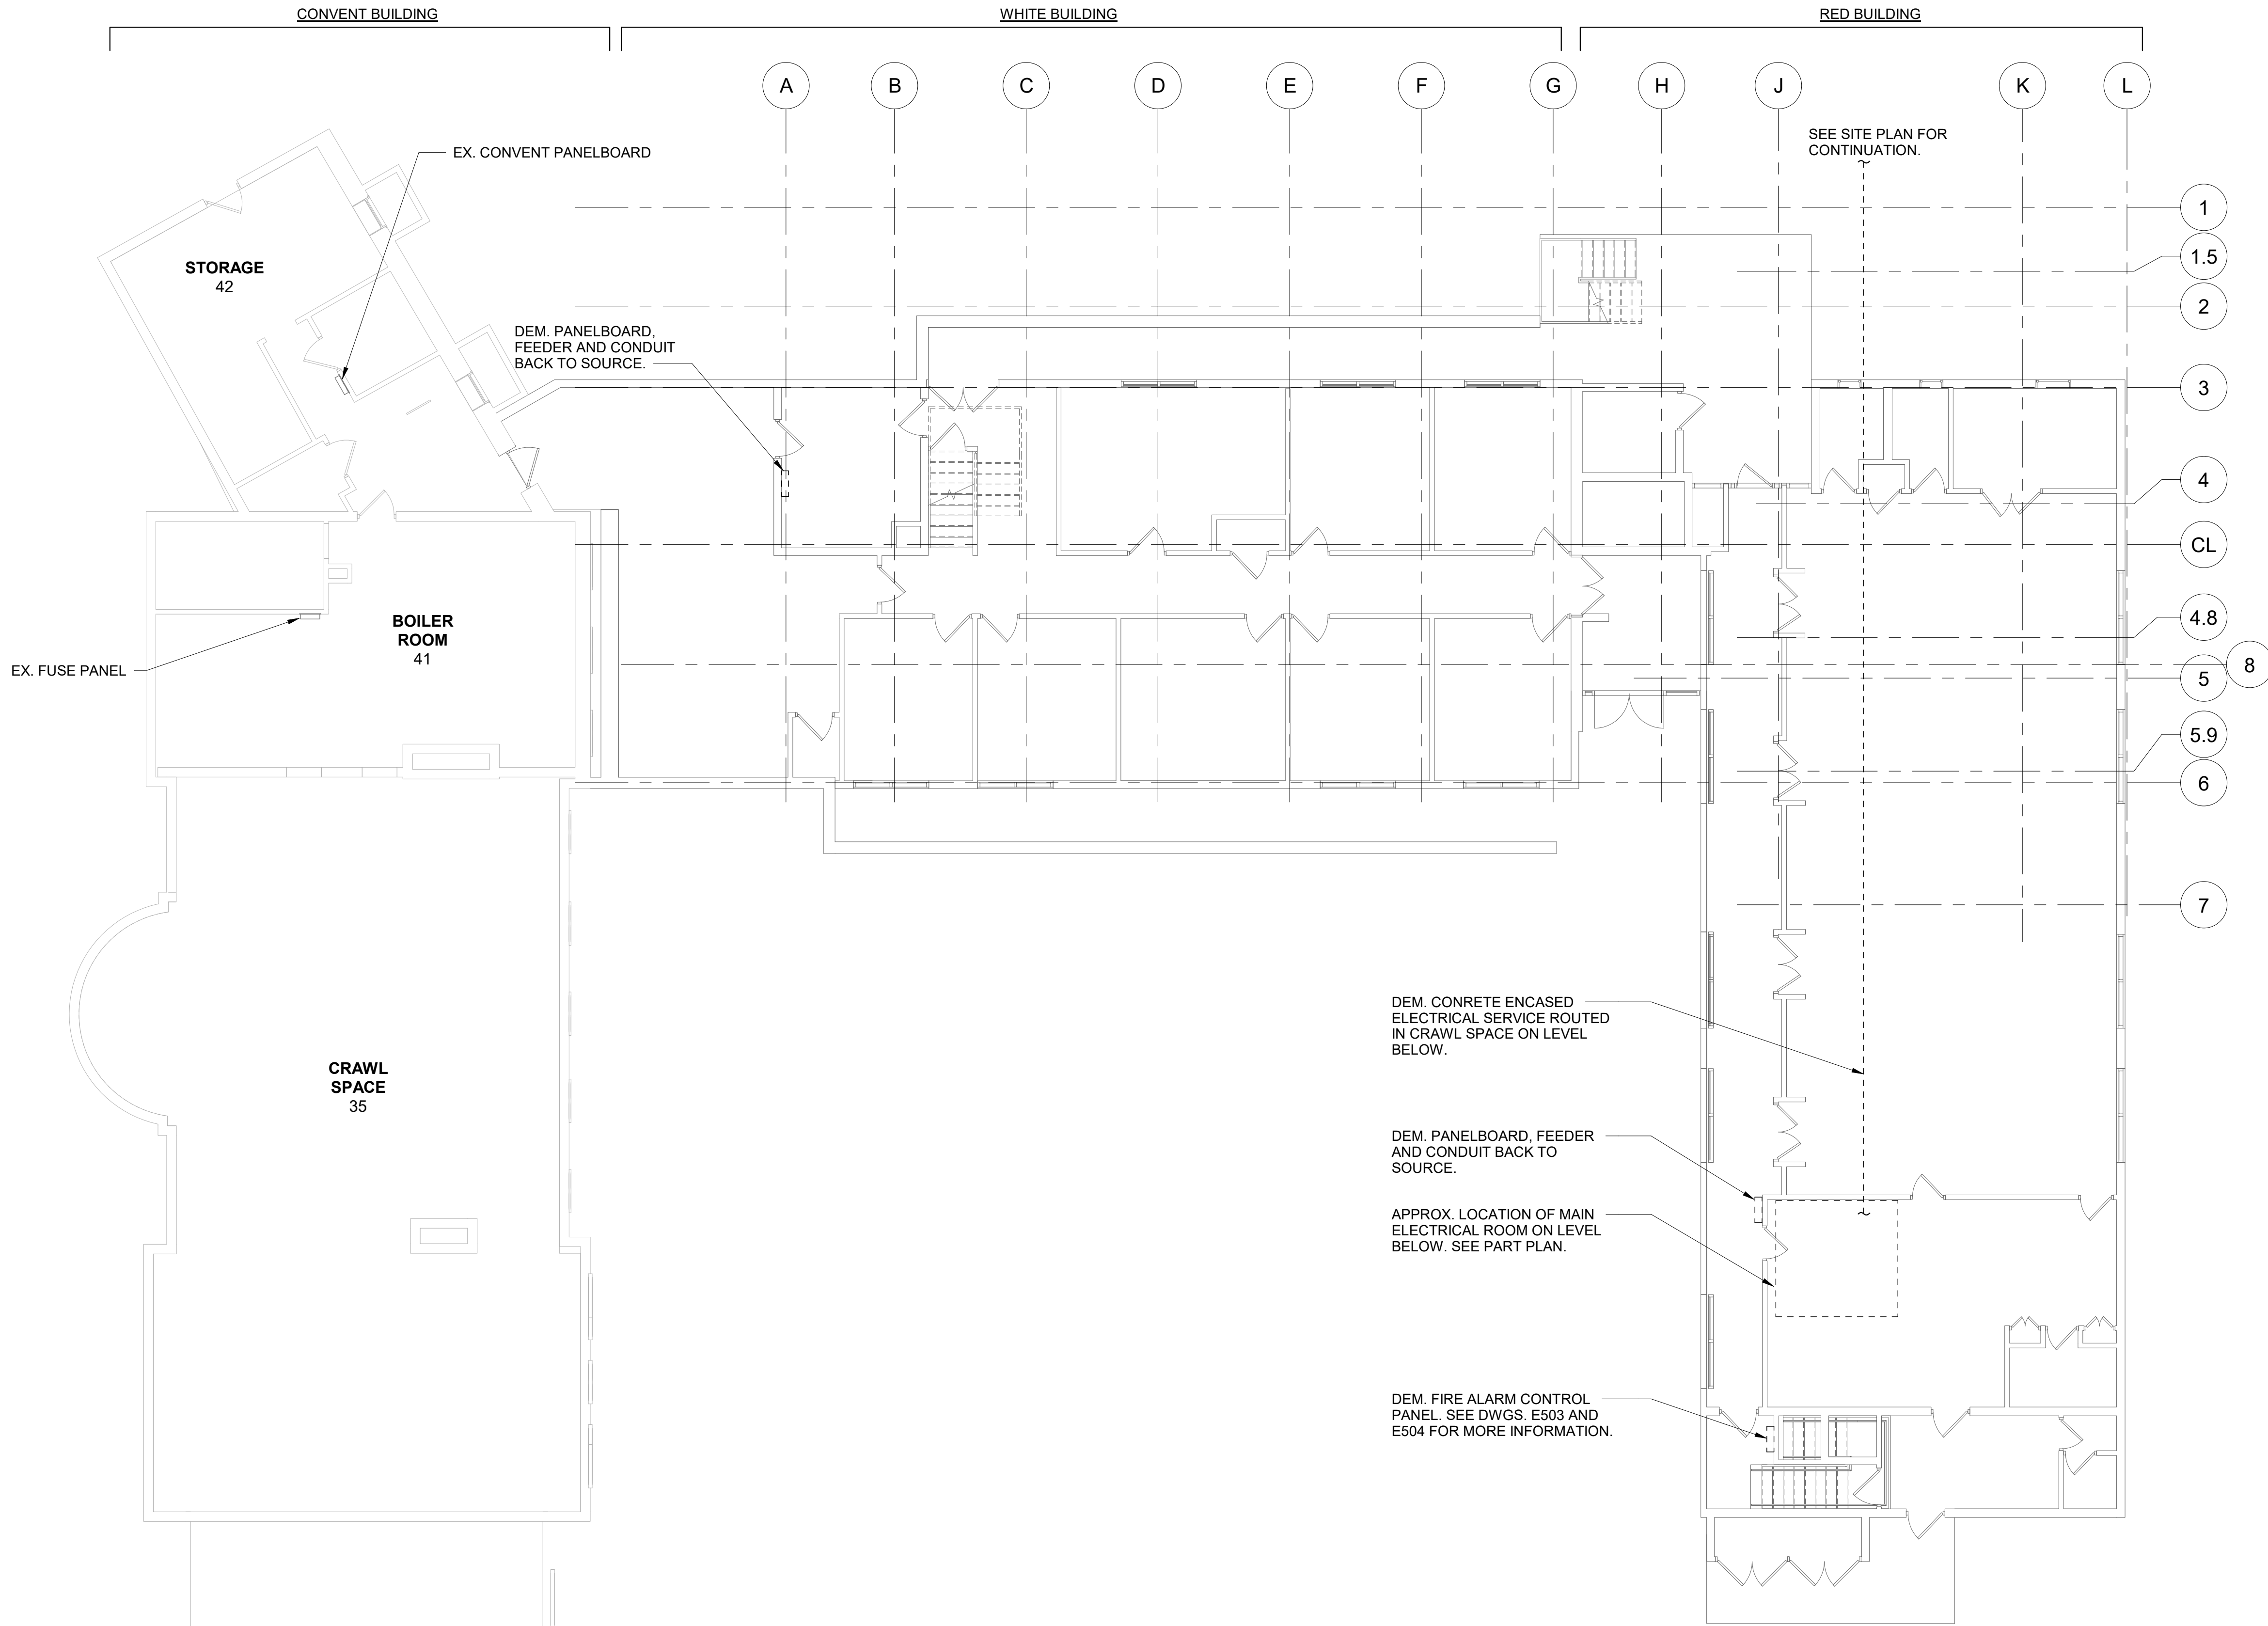 CONVENT BUILDING
WHITE BUILDING
RED BUILDING
A
B
C
D
E
F
G
H
J
K
L
SEE SITE PLAN FOR
CONTINUATION.
EX. CONVENT PANELBOARD
1
1.5
2
3
4
CL
4.8
8
5
5.9
6
7
STORAGE
42
DEM. PANELBOARD,
FEEDER AND CONDUIT
BACK TO SOURCE.
BOILER
ROOM
41
EX. FUSE PANEL
CRAWL
SPACE
35
DEM. CONRETE ENCASED
ELECTRICAL SERVICE ROUTED
IN CRAWL SPACE ON LEVEL
BELOW.
DEM. PANELBOARD, FEEDER
AND CONDUIT BACK TO
SOURCE.
APPROX. LOCATION OF MAIN
ELECTRICAL ROOM ON LEVEL
BELOW. SEE PART PLAN.
DEM. FIRE ALARM CONTROL
PANEL. SEE DWGS. E503 AND
E504 FOR MORE INFORMATION.